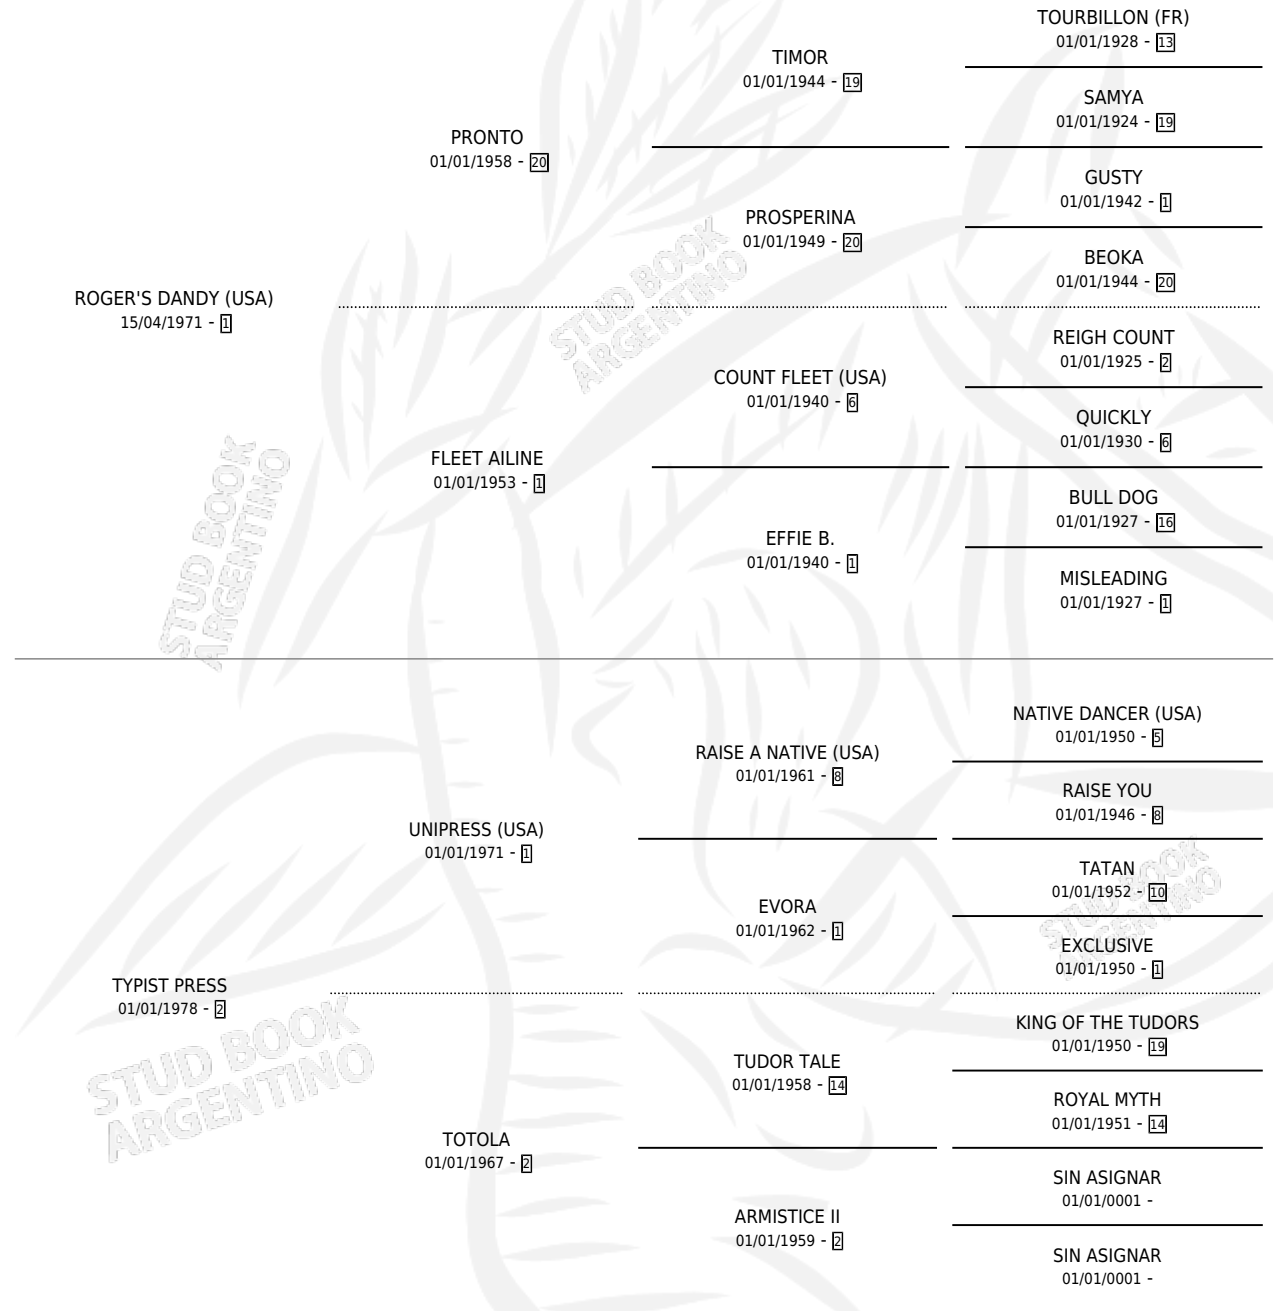 TOURBILLON (FR)
01/01/1928 - 13
TIMOR
01/01/1944 - 19
SAMYA
01/01/1924 - 19
PRONTO
01/01/1958 - 20
GUSTY
01/01/1942 - 1
PROSPERINA
01/01/1949 - 20
BEOKA
01/01/1944 - 20
ROGER'S DANDY (USA)
15/04/1971 - 1
REIGH COUNT
01/01/1925 - 2
COUNT FLEET (USA)
01/01/1940 - 6
QUICKLY
01/01/1930 - 6
FLEET AILINE
01/01/1953 - 1
BULL DOG
01/01/1927 - 16
EFFIE B.
01/01/1940 - 1
MISLEADING
01/01/1927 - 1
NATIVE DANCER (USA)
01/01/1950 - 5
RAISE A NATIVE (USA)
01/01/1961 - 8
RAISE YOU
01/01/1946 - 8
UNIPRESS (USA)
01/01/1971 - 1
TATAN
01/01/1952 - 10
EVORA
01/01/1962 - 1
EXCLUSIVE
01/01/1950 - 1
TYPIST PRESS
01/01/1978 - 2
KING OF THE TUDORS
01/01/1950 - 19
TUDOR TALE
01/01/1958 - 14
ROYAL MYTH
01/01/1951 - 14
TOTOLA
01/01/1967 - 2
SIN ASIGNAR
01/01/0001 -
ARMISTICE II
01/01/1959 - 2
SIN ASIGNAR
01/01/0001 -
STUD BOOK
ARGENTINO
STUD BOOK
ARGENTINO
STUD BOOK
ARGENTINO
STUD BOOK
ARGENTINO